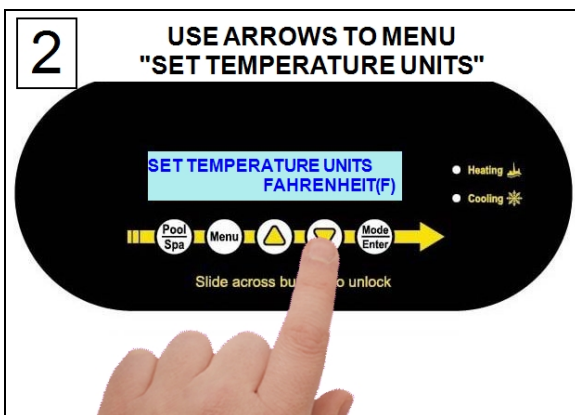 2
USE ARROWS TO MENU
"SET TEMPERATURE UNITS"
SET TEMPERATURE UNITS
FAHRENHEIT(F)
Heating
Cooling
Pool
Spa
Menu
Mode
Enter
Slide across bu o unlock